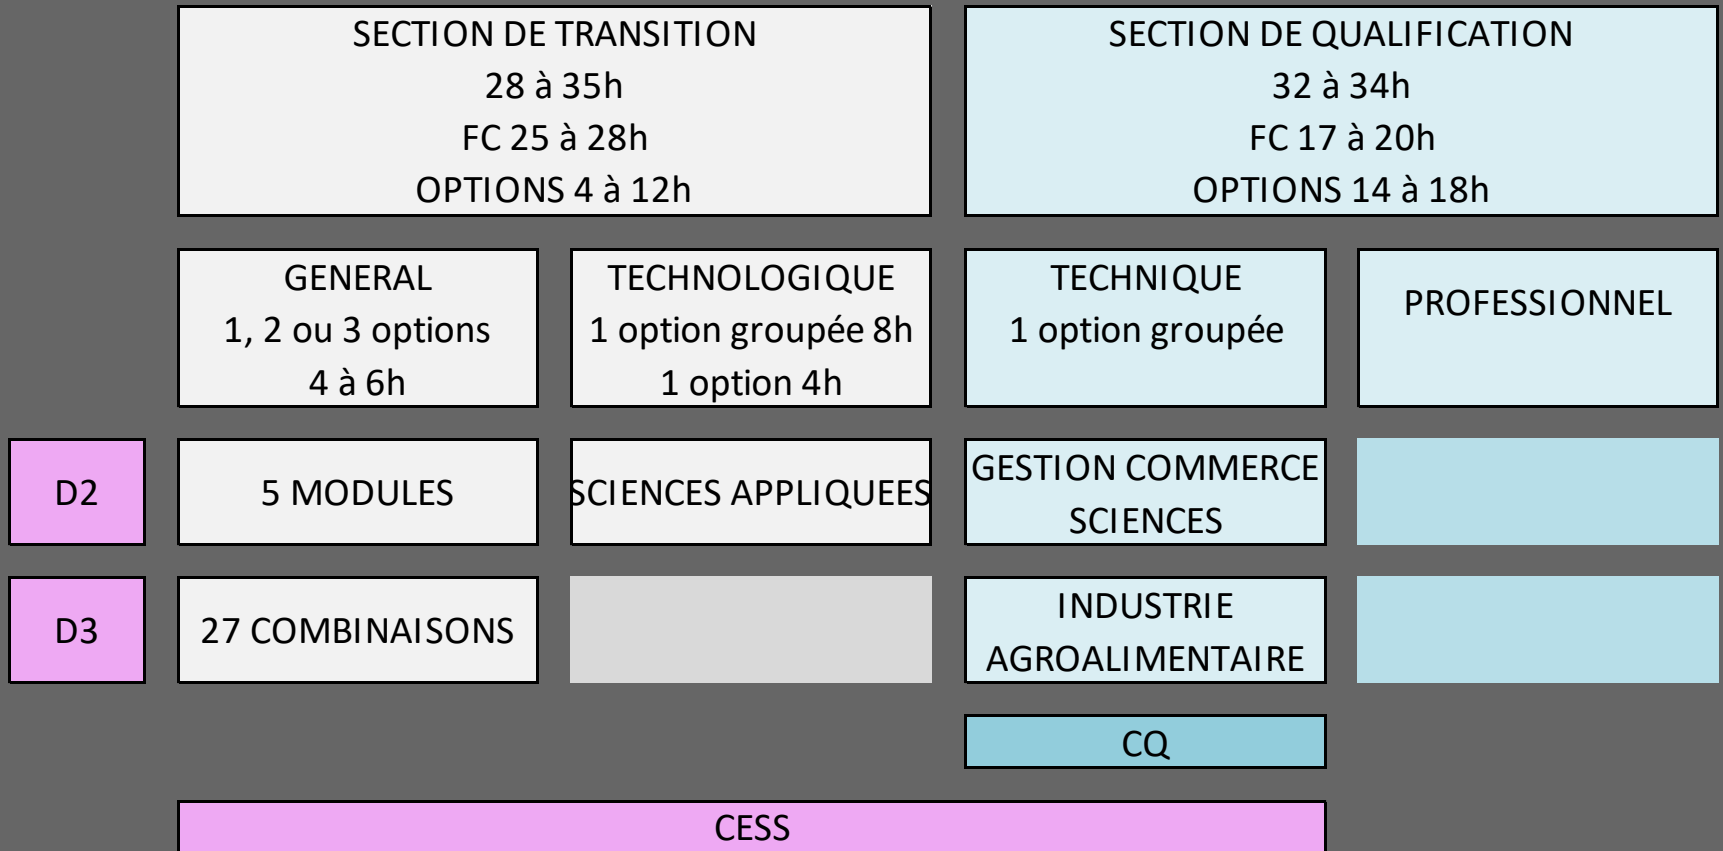 SECTION DE TRANSITION
28 à 35h
FC 25 à 28h
OPTIONS 4 à 12h
SECTION DE QUALIFICATION
32 à 34h
FC 17 à 20h
OPTIONS 14 à 18h
GENERAL
1, 2 ou 3 options
4 à 6h
TECHNOLOGIQUE
1 option groupée 8h
1 option 4h
TECHNIQUE
1 option groupée
PROFESSIONNEL
D2
5 MODULES
SCIENCES APPLIQUEES
GESTION COMMERCE
SCIENCES
D3
27 COMBINAISONS
INDUSTRIE
AGROALIMENTAIRE
CQ
CESS